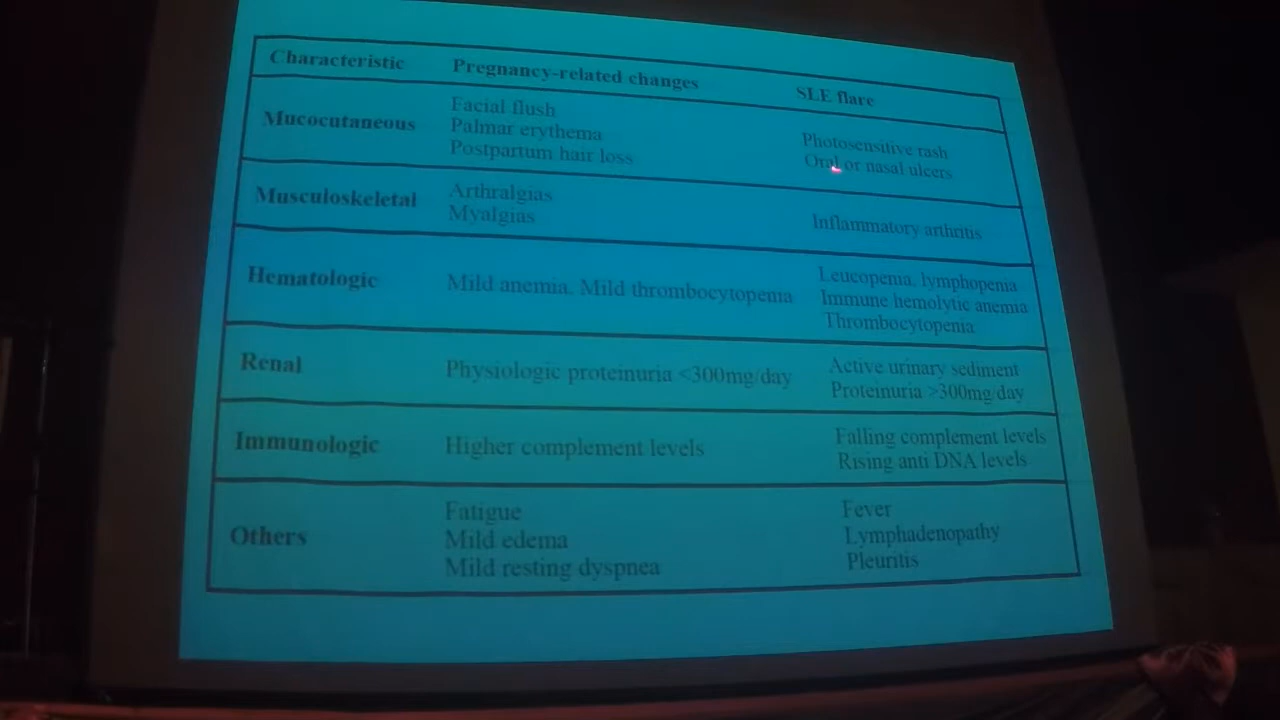 Characteristic Pregnancy-related changes SLE flare
Mucocutaneous
Facial flush
Palmar erythema
Postpartum hair loss
Photosensitive rash
Oral or nasal ulcers
Musculoskeletal
Arthralgias
Myalgias
Inflammatory arthritis
Hematologic
Mild anemia, Mild thrombocytopenia
Leucopema, lymphopenia
Immune hemolytic anemia
Thrombocytopenia
Renal
Physiologic proteinuria <300mg/day
Active urinary sediment
Proteinuria >300mg/day
Immunologic
Higher complement levels
Falling complement levels
Rising anti DNA levels
Others
Fatigue
Mild edema
Mild resting dyspnea
Fever
Lymphadenopathy
Pleuritis